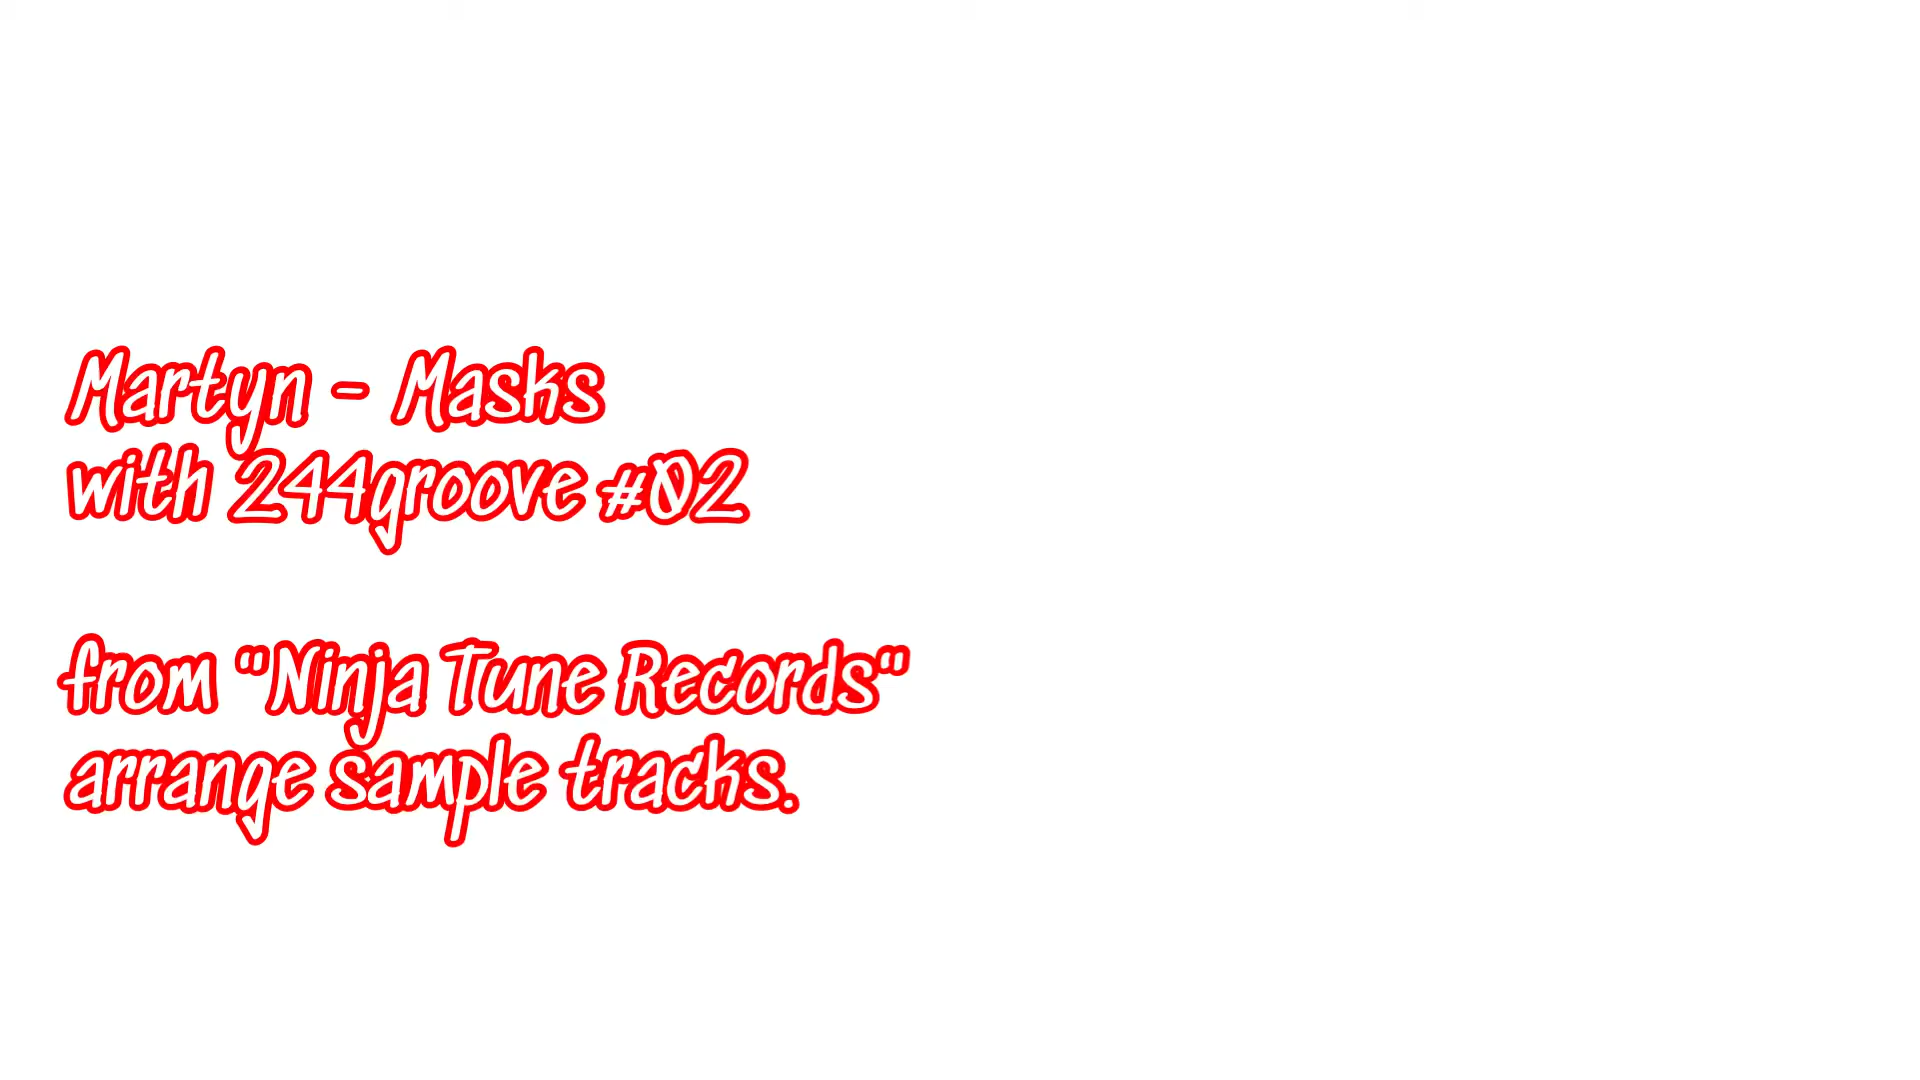 Martyn - Masks
with 244groove #02
from "Ninja Tune Records"
arrange sample tracks.